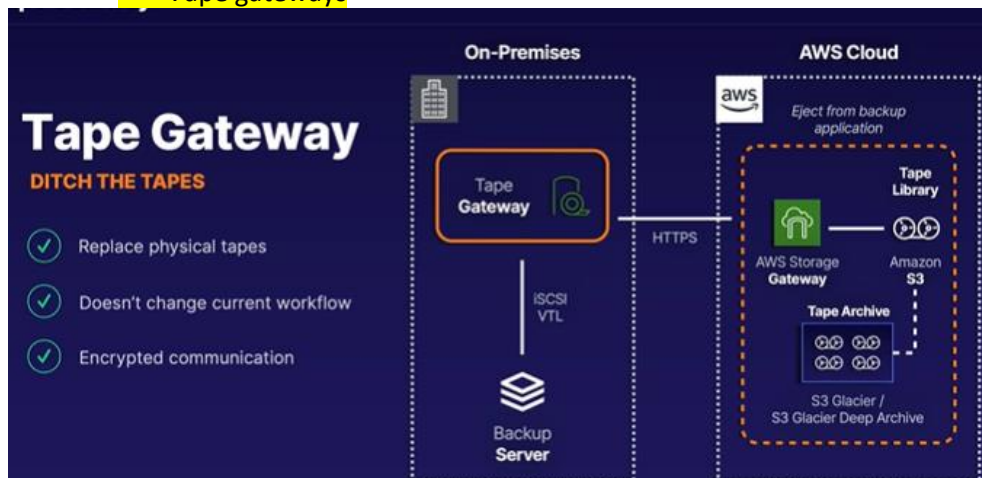 Tape gateways
Tape Gateway
DITCH THE TAPES
Replace physical tapes
Doesn't change current workflow
Encrypted communication
On-Premises
Tape
Gateway
iSCSI
VTL
Backup
Server
HTTPS
AWS Cloud
aws
Eject from backup
application
Tape
Library
AWS Storage
Gateway
Amazon
S3
Tape Archive
S3 Glacier /
S3 Glacier Deep Archive